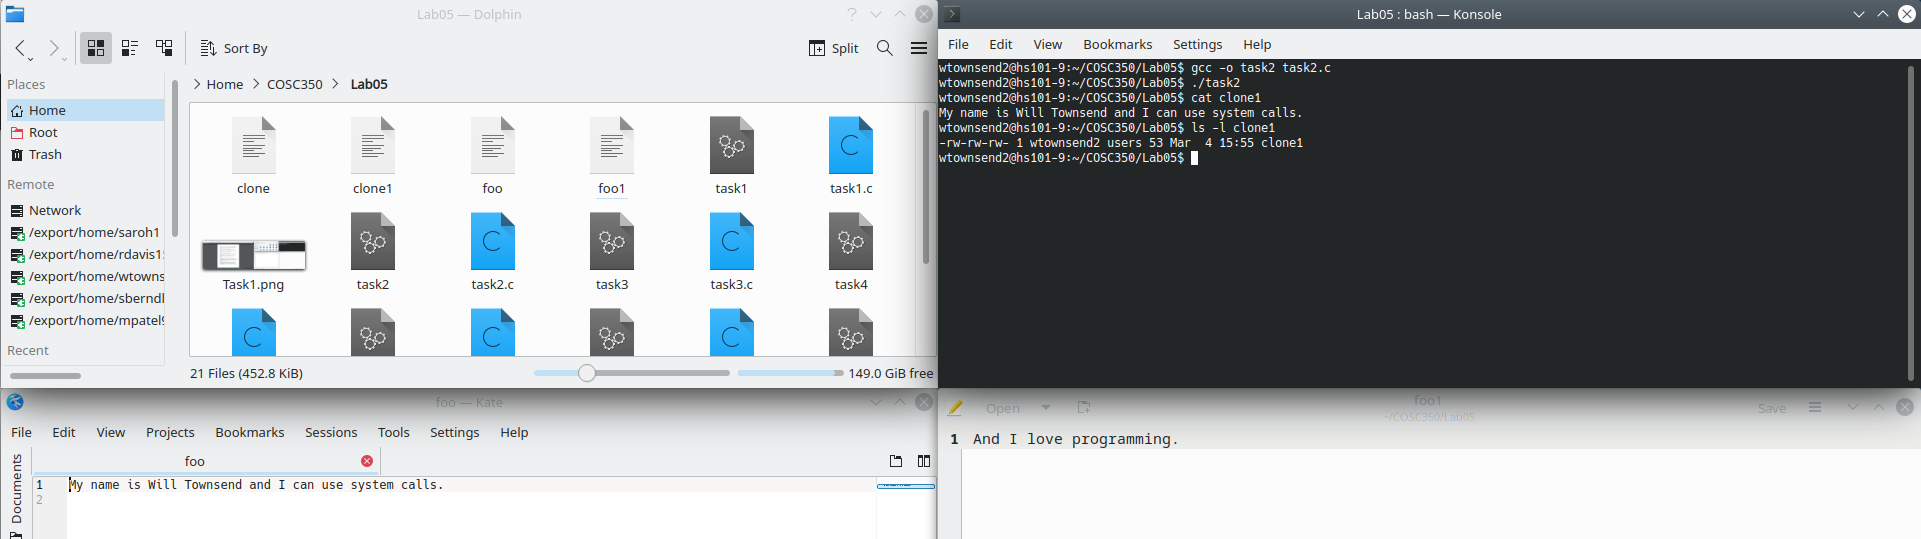 Lab05 — Dolphin
Sort By
Split
Places
Home
Root
Trash
Remote
Network
/export/home/saroh1
/export/home/rdavis1
/export/home/wtowns
/export/home/sberndl
/export/home/mpatel9
Recent
Home
COSC350
Lab05
clone
clone1
foo
foo1
task1
task1.c
Task1.png
task2
task2.c
task3
task3.c
task4
21 Files (452.8 KiB)
149.0 GiB free
Lab05 : bash — Konsole
File Edit View Bookmarks Settings Help
wtownsend2@hs101-9:~/COSC350/Lab05$ gcc -o task2 task2.c
wtownsend2@hs101-9:~/COSC350/Lab05$ ./task2
wtownsend2@hs101-9:~/COSC350/Lab05$ cat clone1
My name is Will Townsend and I can use system calls.
wtownsend2@hs101-9:~/COSC350/Lab05$ ls -l clone1
-rw-rw-rw- 1 wtownsend2 users 53 Mar  4 15:55 clone1
wtownsend2@hs101-9:~/COSC350/Lab05$
foo — Kate
File Edit View Projects Bookmarks Sessions Tools Settings Help
Documents
foo
1 My name is Will Townsend and I can use system calls.
2
Open
foo1
~/COSC350/Lab05
Save
1 And I love programming.